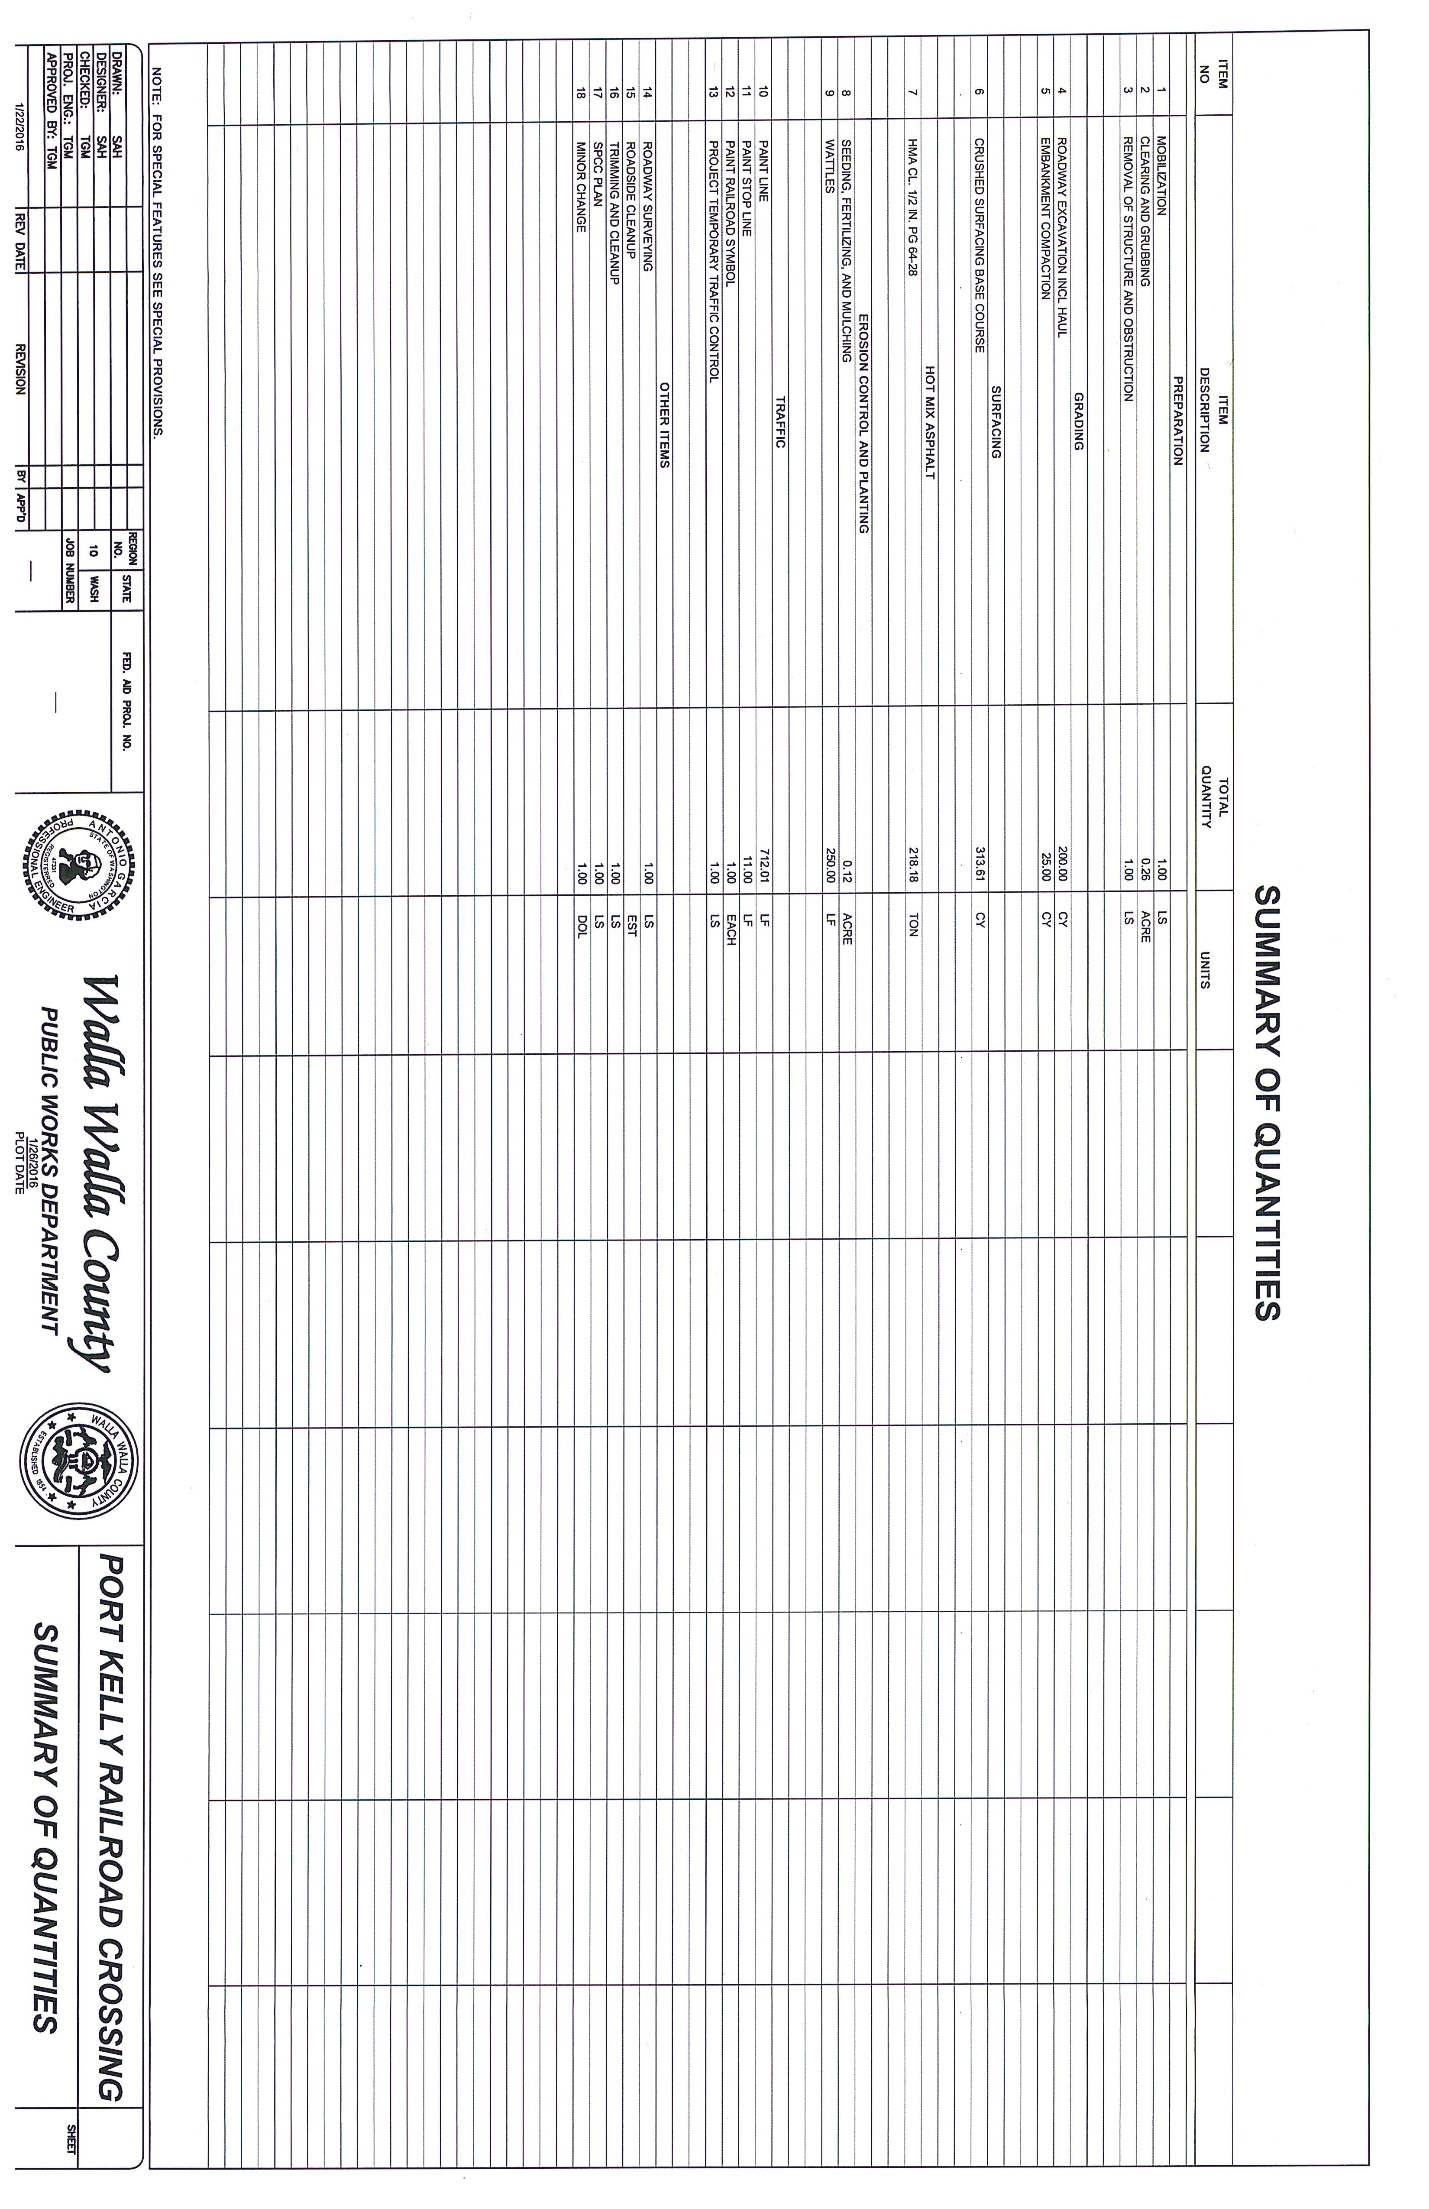 SUMMARY OF QUANTITIES
ITEM NO ITEM DESCRIPTION TOTAL QUANTITY UNITS
PREPARATION
1 MOBILIZATION 1.00 LS
2 CLEARING AND GRUBBING 0.26 ACRE
3 REMOVAL OF STRUCTURE AND OBSTRUCTION 1.00 LS
GRADING
4 ROADWAY EXCAVATION INCL HAUL 200.00 CY
5 EMBANKMENT COMPACTION 25.00 CY
SURFACING
6 CRUSHED SURFACING BASE COURSE 313.61 CY
HOT MIX ASPHALT
7 HMA CL. 1/2 IN. PG 64-28 218.18 TON
EROSION CONTROL AND PLANTING
8 SEEDING, FERTILIZING, AND MULCHING 0.12 ACRE
9 WATTLES 250.00 LF
TRAFFIC
10 PAINT LINE 712.01 LF
11 PAINT STOP LINE 11.00 LF
12 PAINT RAILROAD SYMBOL 1.00 EACH
13 PROJECT TEMPORARY TRAFFIC CONTROL 1.00 LS
OTHER ITEMS
14 ROADWAY SURVEYING 1.00 LS
15 ROADSIDE CLEANUP EST
16 TRIMMING AND CLEANUP 1.00 LS
17 SPCC PLAN 1.00 LS
18 MINOR CHANGE 1.00 DOL
NOTE: FOR SPECIAL FEATURES SEE SPECIAL PROVISIONS.
DRAWN: SAH
DESIGNER: SAH
CHECKED: TGM
PROJ. ENG.: TGM
APPROVED BY: TGM
1/22/2016
REV DATE REVISION BY APP'D
REGION NO. STATE FED. AID PROJ. NO.
10 WASH
JOB NUMBER
—
—
ANTONIO GARCIA
STATE OF WASHINGTON
REGISTERED
PROFESSIONAL ENGINEER
Walla Walla County
PUBLIC WORKS DEPARTMENT
1/26/2016
PLOT DATE
WALLA WALLA COUNTY
ESTABLISHED 1854
PORT KELLY RAILROAD CROSSING
SUMMARY OF QUANTITIES
SHEET